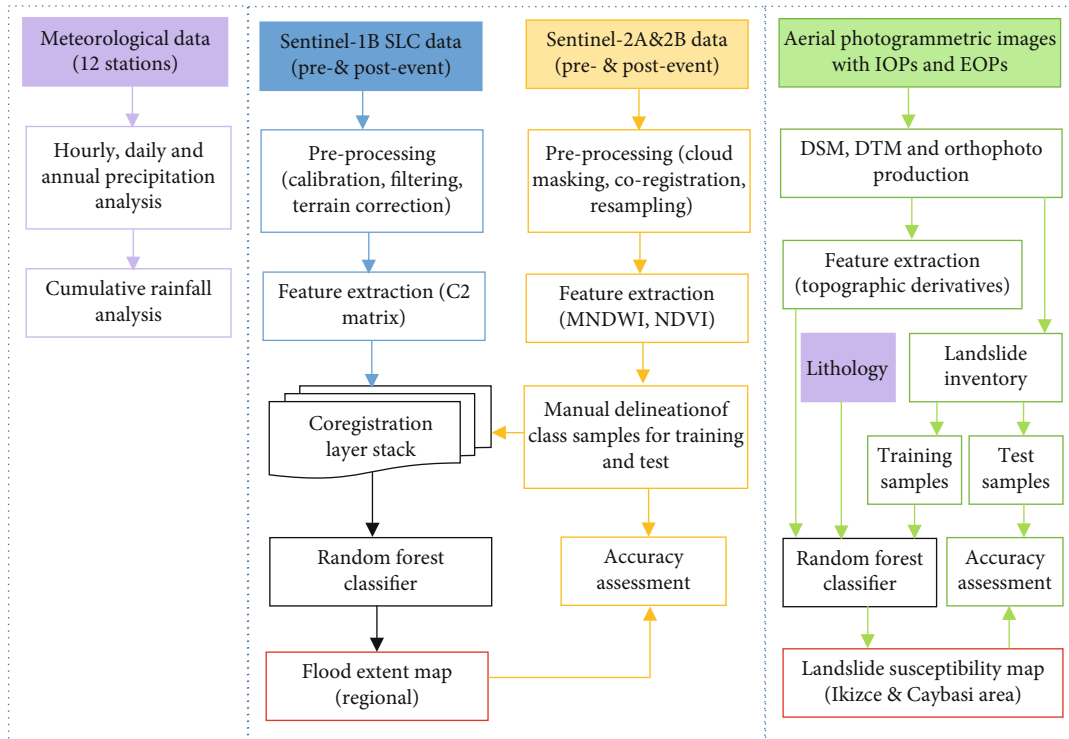 Meteorological data
(12 stations)
Hourly, daily and
annual precipitation
analysis
Cumulative rainfall
analysis
Sentinel-1B SLC data
(pre-& post-event)
Pre-processing
(calibration, filtering,
terrain correction)
Feature extraction (C2
matrix)
Coregistration
layer stack
Random forest
classifier
Flood extent map
(regional)
Sentinel-2A&2B data
(pre- & post-event)
Pre-processing (cloud
masking, co-registration,
resampling)
Feature extraction
(MNDWI, NDVI)
Manual delineationof
class samples for training
and test
Accuracy
assessment
Aerial photogrammetric images
with IOPs and EOPs
DSM, DTM and orthophoto
production
Feature extraction
(topographic derivatives)
Lithology
Landslide
inventory
Training
samples
Test
samples
Random forest
classifier
Accuracy
assessment
Landslide susceptibility map
(Ikizce & Caybasi area)